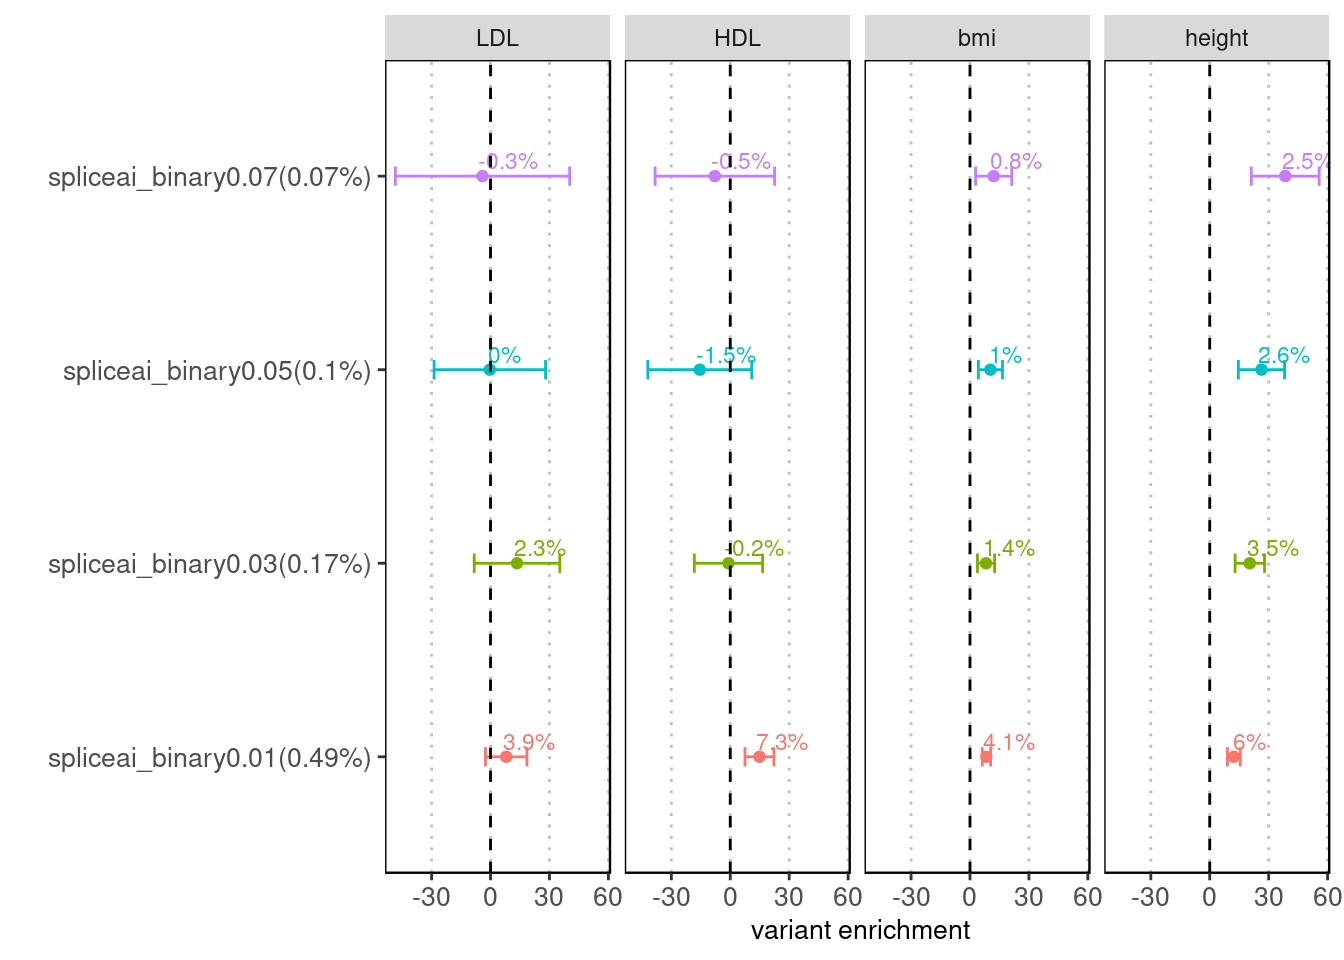 LDL HDL bmi height
spliceai_binary0.07(0.07%) -0.3% -0.5% 0.8% 2.5%
spliceai_binary0.05(0.1%) 0% -1.5% 1% 2.6%
spliceai_binary0.03(0.17%) 2.3% -0.2% 1.4% 3.5%
spliceai_binary0.01(0.49%) 3.9% 7.3% 4.1% 6%
-30 0 30 60 -30 0 30 60 -30 0 30 60 -30 0 30 60
variant enrichment